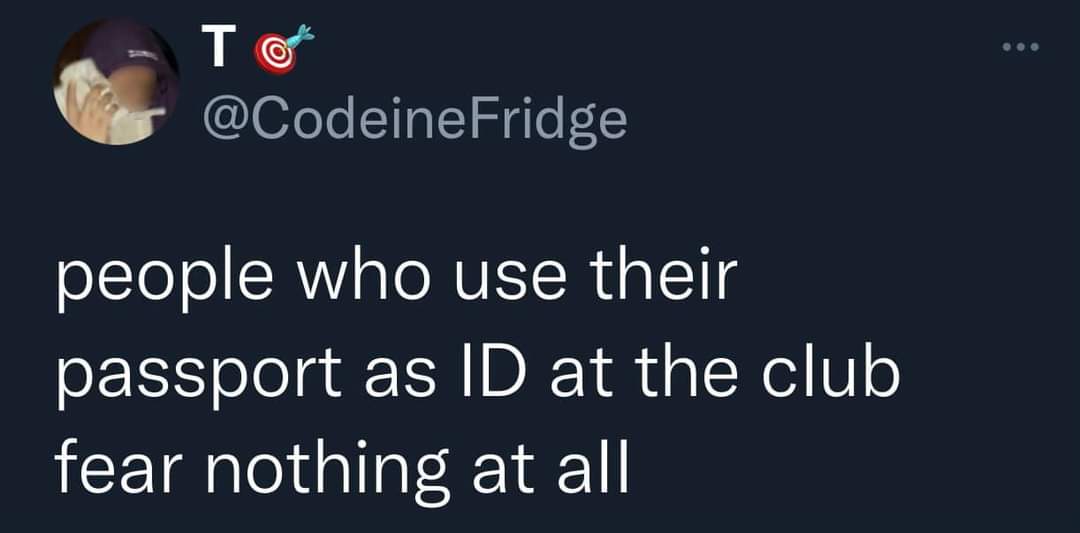 T 🎯
@CodeineFridge
people who use their
passport as ID at the club
fear nothing at all